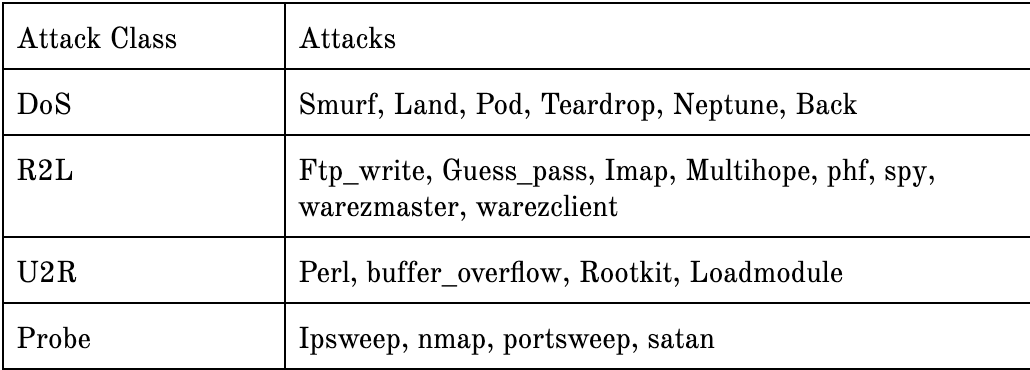 Attack Class Attacks
DoS Smurf, Land, Pod, Teardrop, Neptune, Back
R2L Ftp_write, Guess_pass, Imap, Multihope, phf, spy,
warezmaster, warezclient
U2R Perl, buffer_overflow, Rootkit, Loadmodule
Probe Ipsweep, nmap, portsweep, satan